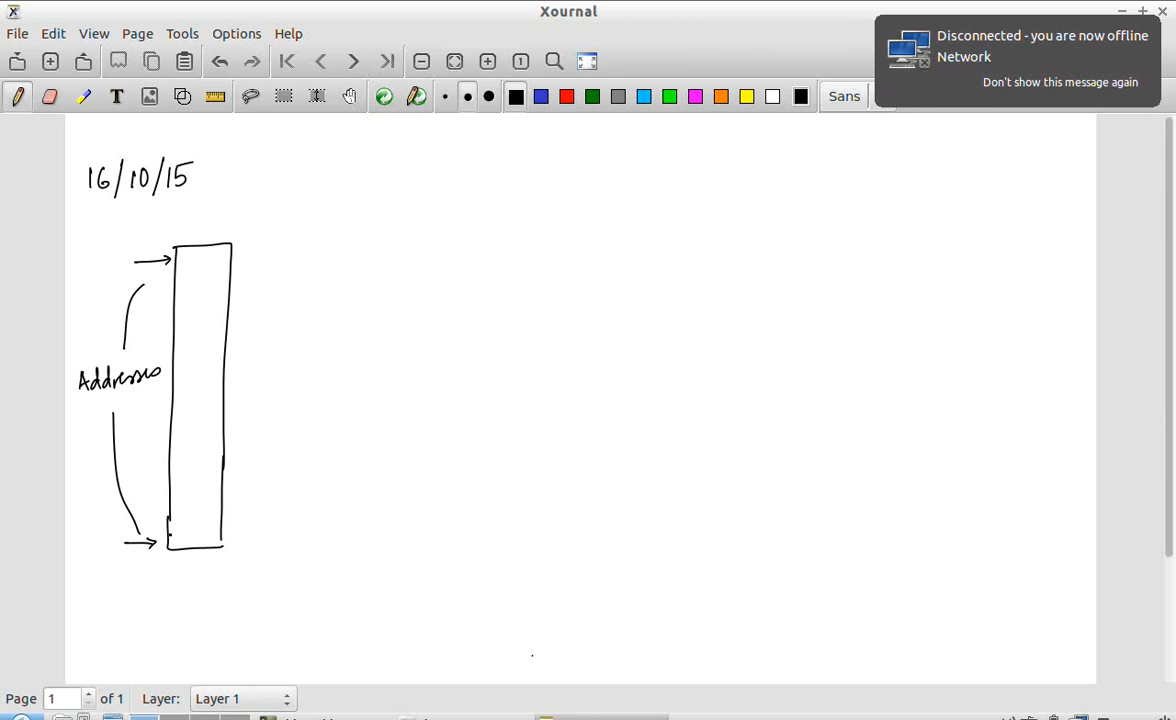 Xournal
File Edit View Page Tools Options Help
Disconnected - you are now offline
Network
Don't show this message again
Sans
16/10/15
Addresses
Page 1 of 1 Layer: Layer 1